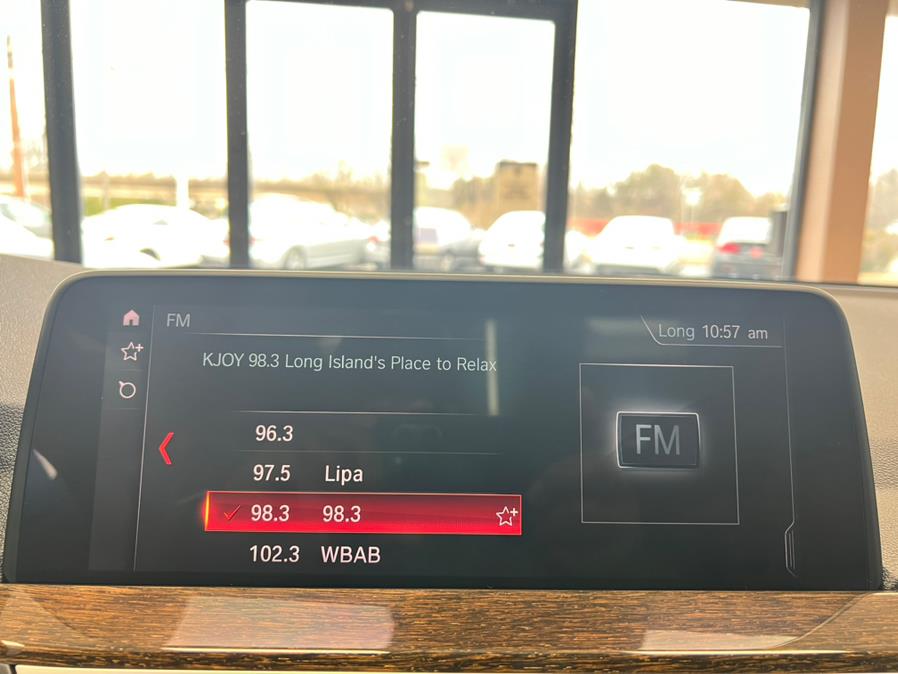 FM
Long 10:57 am
KJOY 98.3 Long Island's Place to Relax
96.3
97.5 Lipa
98.3 98.3
102.3 WBAB
FM